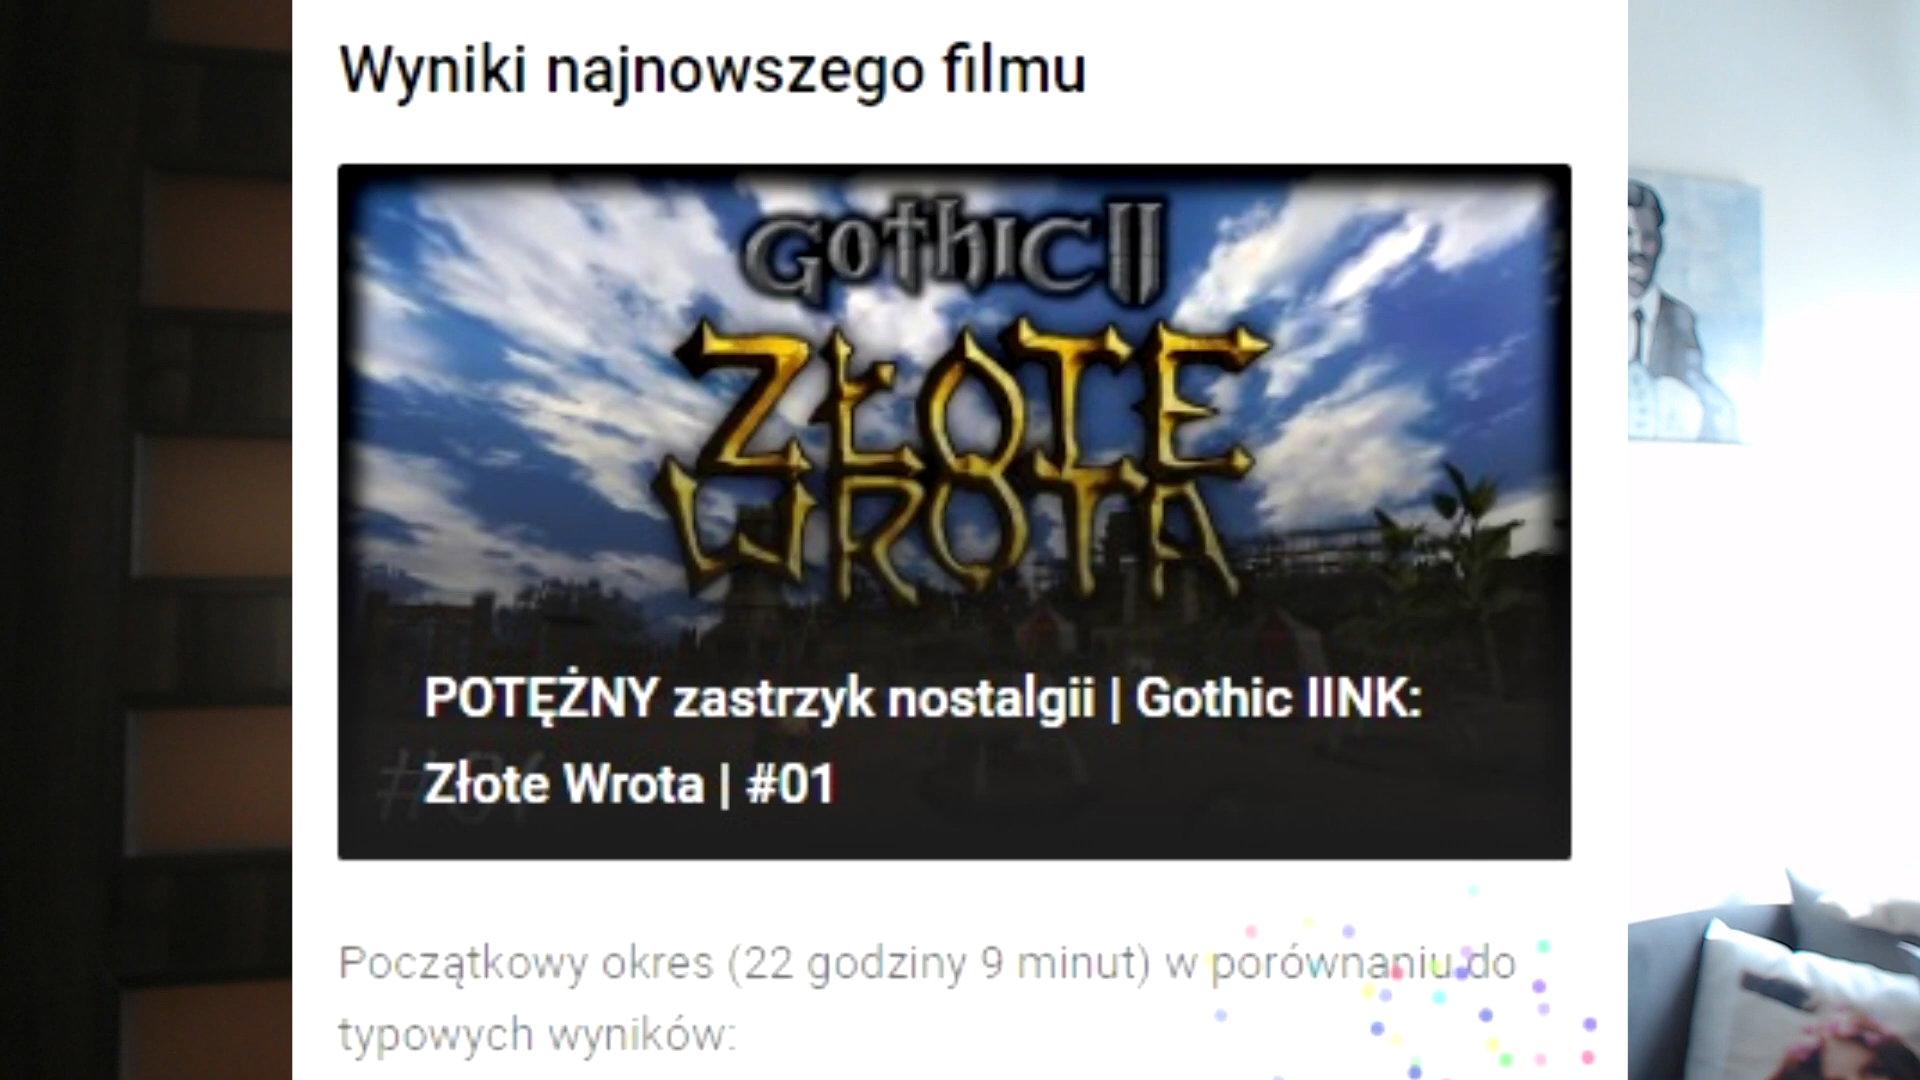 Wyniki najnowszego filmu
GOTHIC II
ZŁOTE
WROTA
POTĘŻNY zastrzyk nostalgii | Gothic IINK:
#01
Złote Wrota | #01
Początkowy okres (22 godziny 9 minut) w porównaniu do
typowych wyników: